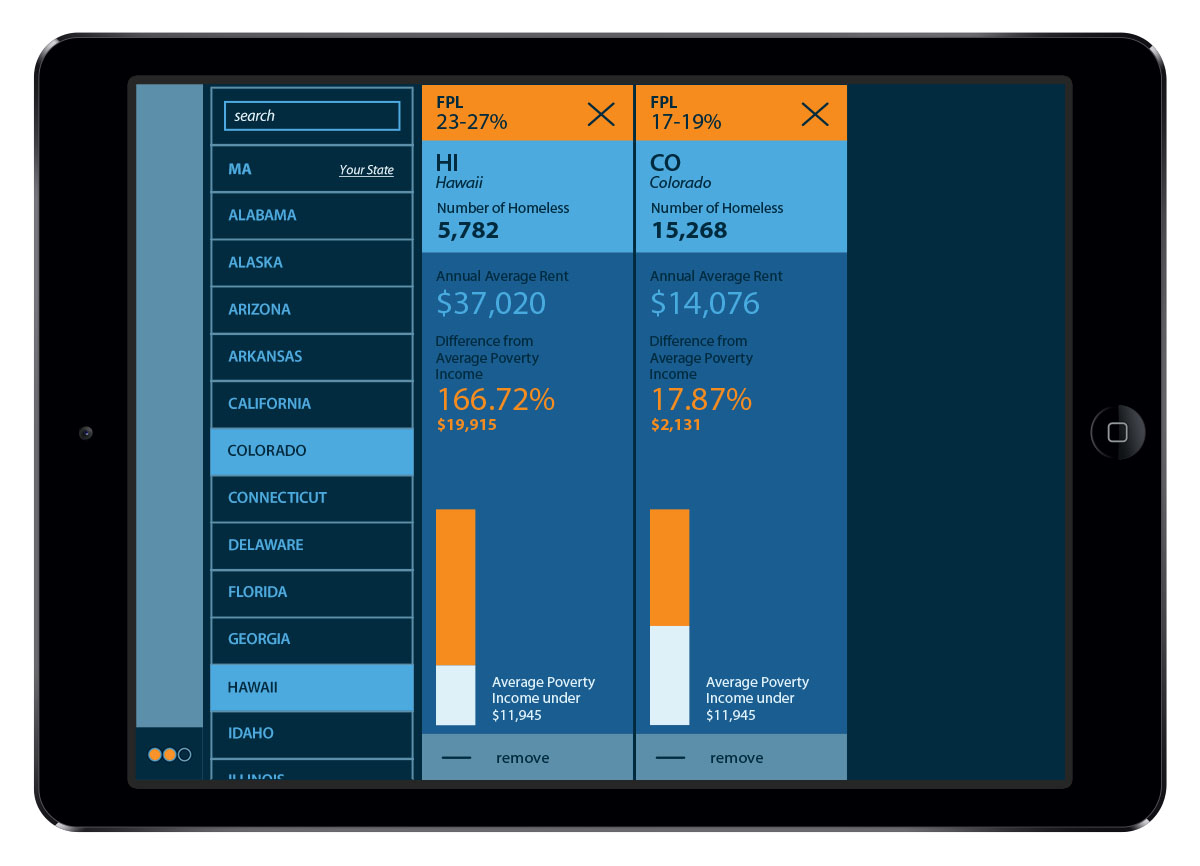 search
MA
Your State
ALABAMA
ALASKA
ARIZONA
ARKANSAS
CALIFORNIA
COLORADO
CONNECTICUT
DELAWARE
FLORIDA
GEORGIA
HAWAII
IDAHO
ILLINOIS
FPL
23-27%
HI
Hawaii
Number of Homeless
5,782
Annual Average Rent
$37,020
Difference from
Average Poverty
Income
166.72%
$19,915
Average Poverty
Income under
$11,945
remove
FPL
17-19%
CO
Colorado
Number of Homeless
15,268
Annual Average Rent
$14,076
Difference from
Average Poverty
Income
17.87%
$2,131
Average Poverty
Income under
$11,945
remove